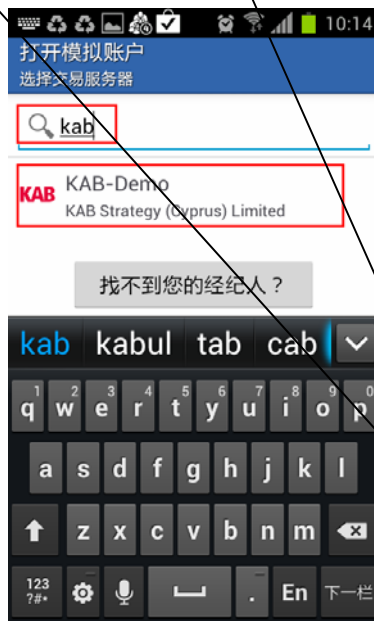 10:14
打开模拟账户
选择交易服务器
kab
KAB KAB-Demo
KAB Strategy (Cyprus) Limited
找不到您的经纪人？
kab kabul tab cab
1 2 3 4 5 6 7 8 9 0
q w e r t y u i o p
a s d f g h j k l
z x c v b n m
123 . En 下一栏
?#•